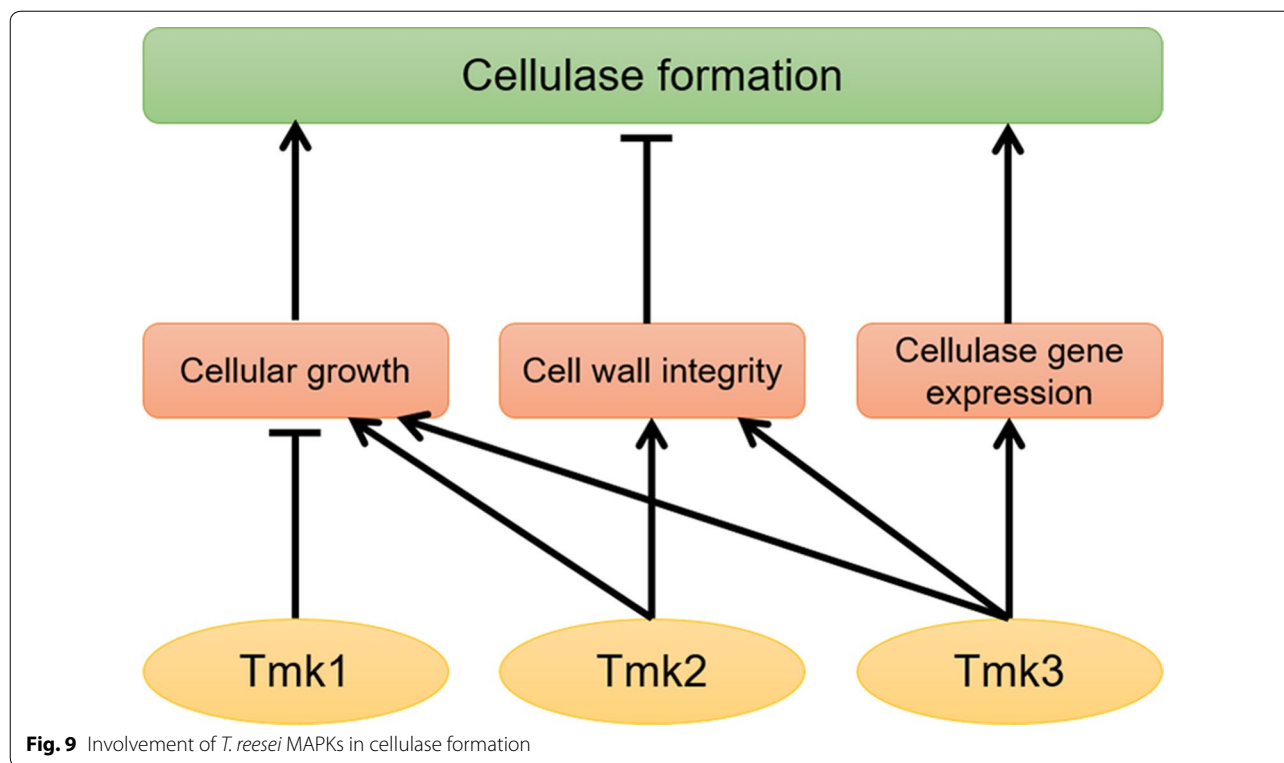 Cellulase formation
Cellular growth
Cell wall integrity
Cellulase gene
expression
Tmk1
Tmk2
Tmk3
Fig. 9 Involvement of T. reesei MAPKs in cellulase formation